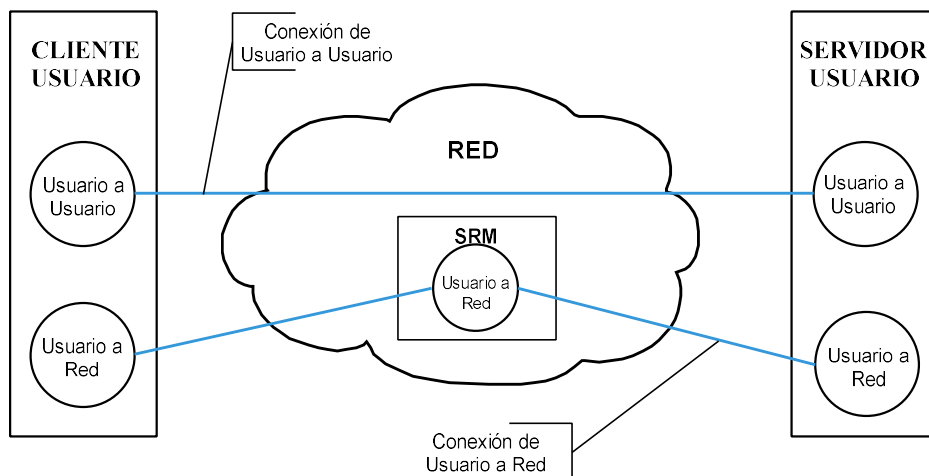 Conexión de
Usuario a Usuario
CLIENTE
USUARIO
SERVIDOR
USUARIO
RED
Usuario a
Usuario
Usuario a
Usuario
SRM
Usuario a
Red
Usuario a
Red
Usuario a
Red
Conexión de
Usuario a Red